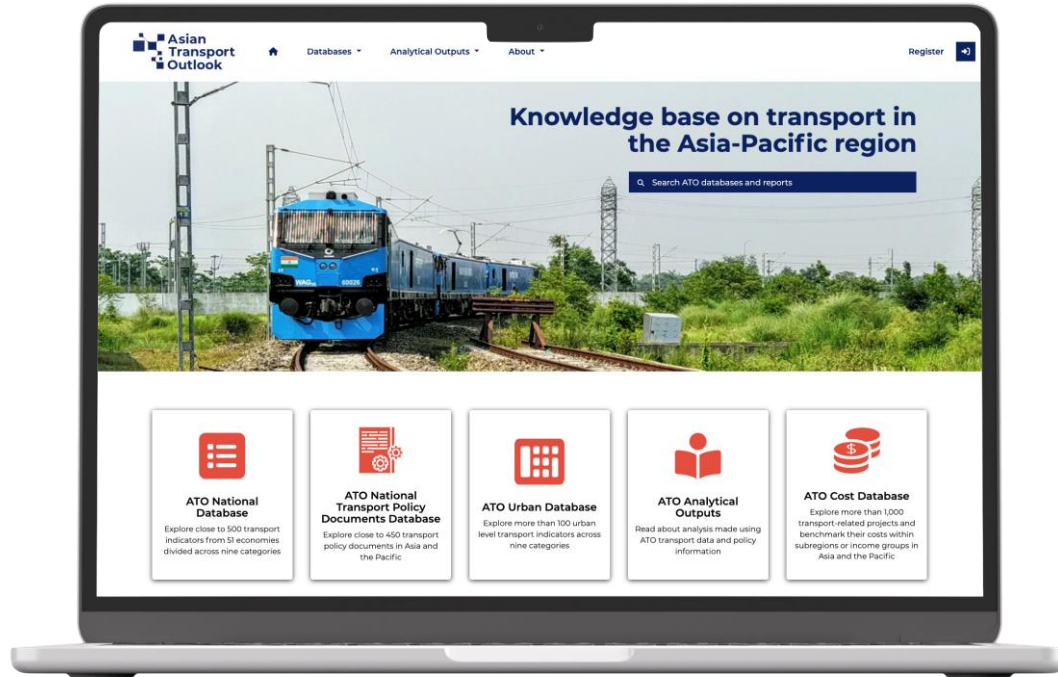 Asian
Transport
Outlook
Databases
Analytical Outputs
About
Register
Knowledge base on transport in
the Asia-Pacific region
Search ATO databases and reports
WAG
60026
ATO National
Database
Explore close to 500 transport
indicators from 51 economies
divided across nine categories
ATO National
Transport Policy
Documents Database
Explore close to 450 transport
policy documents in Asia and
the Pacific
ATO Urban Database
Explore more than 100 urban
level transport indicators across
nine categories
ATO Analytical
Outputs
Read about analysis made using
ATO transport data and policy
information
$
ATO Cost Database
Explore more than 1,000
transport-related projects and
benchmark their costs within
subregions or income groups in
Asia and the Pacific